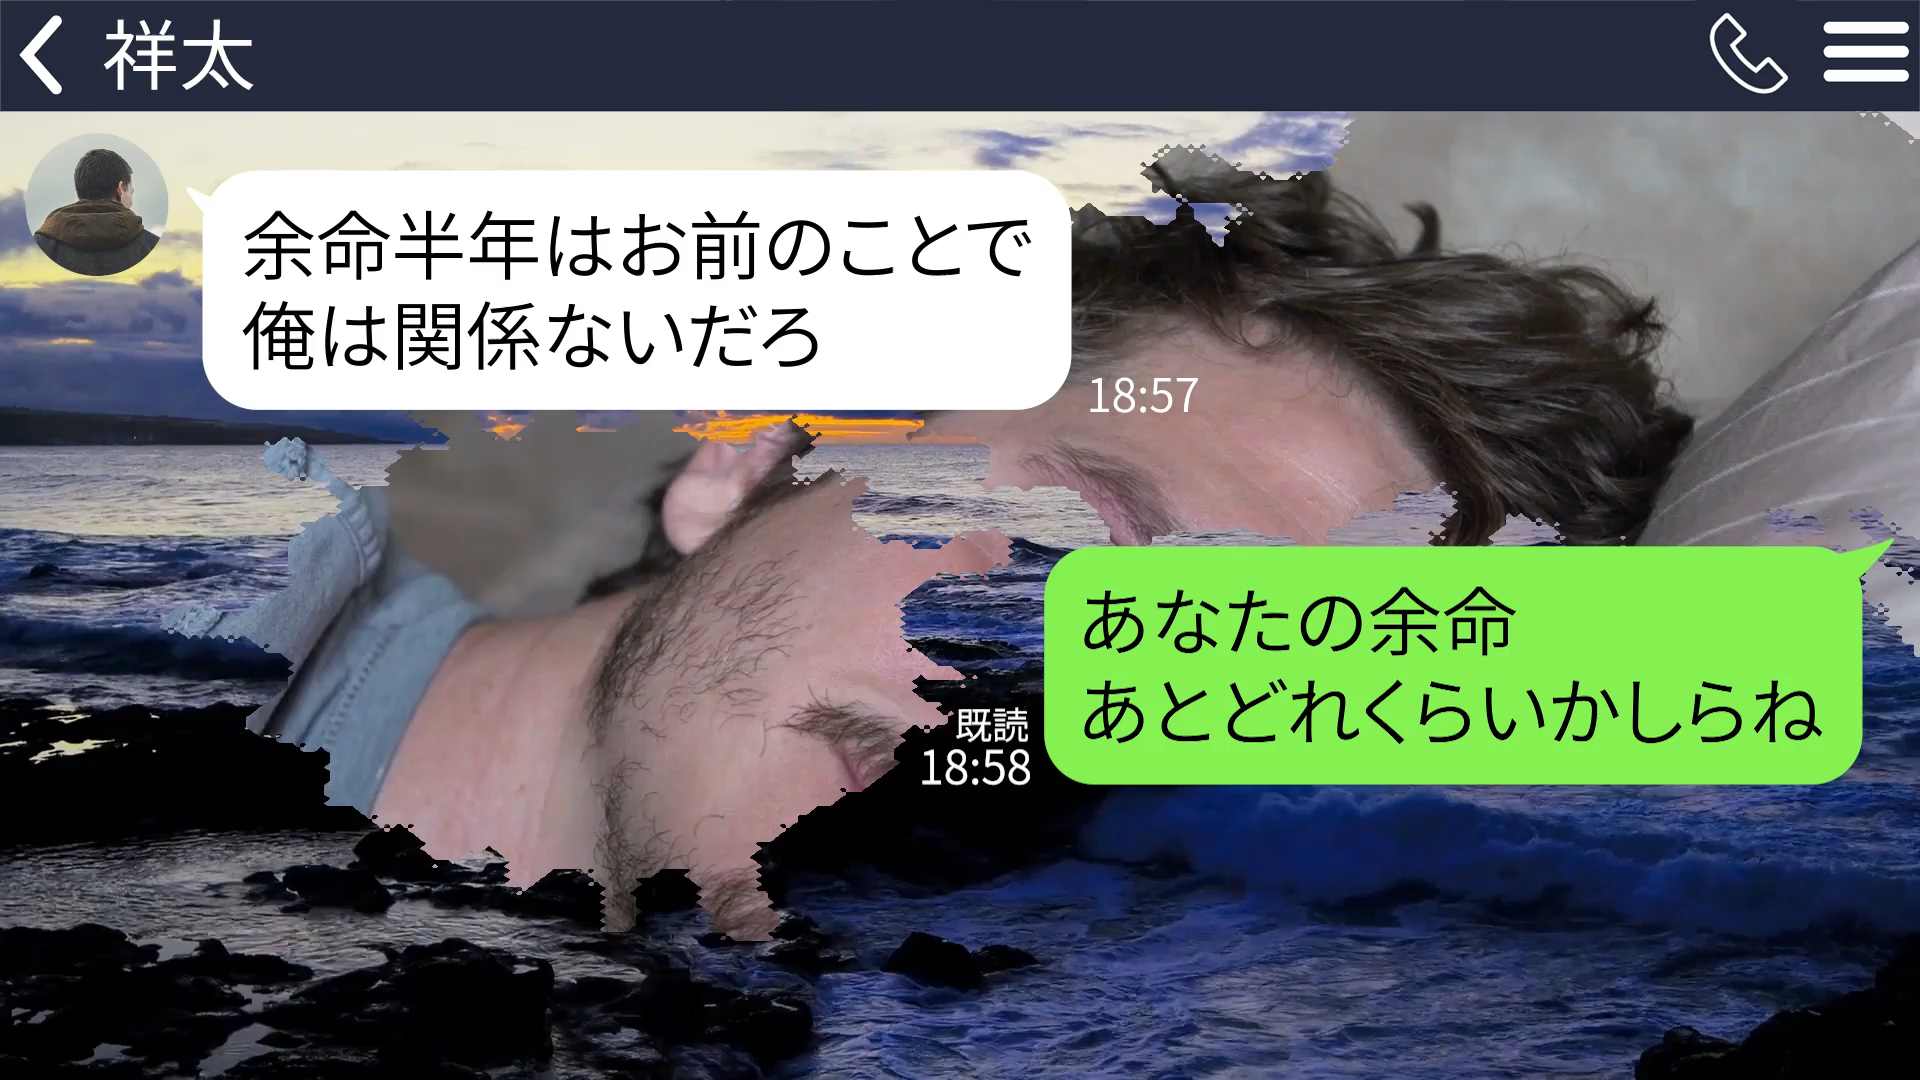 祥太
余命半年はお前のことで
俺は関係ないだろ
18:57
あなたの余命
あとどれくらいかしらね
既読
18:58